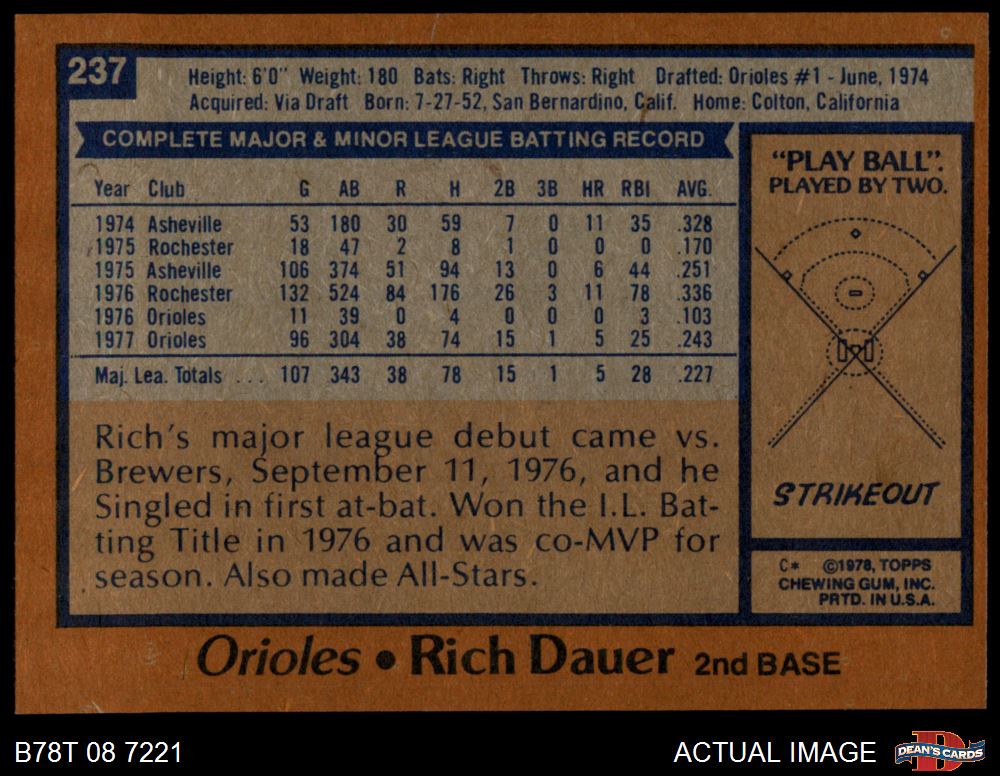 237
Height: 6'0" Weight: 180 Bats: Right Throws: Right Drafted: Orioles #1 - June, 1974
Acquired: Via Draft Born: 7-27-52, San Bernardino, Calif. Home: Colton, California
COMPLETE MAJOR & MINOR LEAGUE BATTING RECORD
Year Club G AB R H 2B 3B HR RBI AVG.
1974 Asheville 53 180 30 59 7 0 11 35 .328
1975 Rochester 18 47 2 8 1 0 0 0 .170
1975 Asheville 106 374 51 94 13 0 6 44 .251
1976 Rochester 132 524 84 176 26 3 11 78 .336
1976 Orioles 11 39 0 4 0 0 0 3 .103
1977 Orioles 96 304 38 74 15 1 5 25 .243
Maj. Lea. Totals ... 107 343 38 78 15 1 5 28 .227
Rich's major league debut came vs.
Brewers, September 11, 1976, and he
Singled in first at-bat. Won the I.L. Bat-
ting Title in 1976 and was co-MVP for
season. Also made All-Stars.
"PLAY BALL".
PLAYED BY TWO.
STRIKEOUT
C* ©1978, TOPPS
CHEWING GUM, INC.
PRTD. IN U.S.A.
Orioles • Rich Dauer 2nd BASE
B78T 08 7221
ACTUAL IMAGE
DEAN'S CARDS